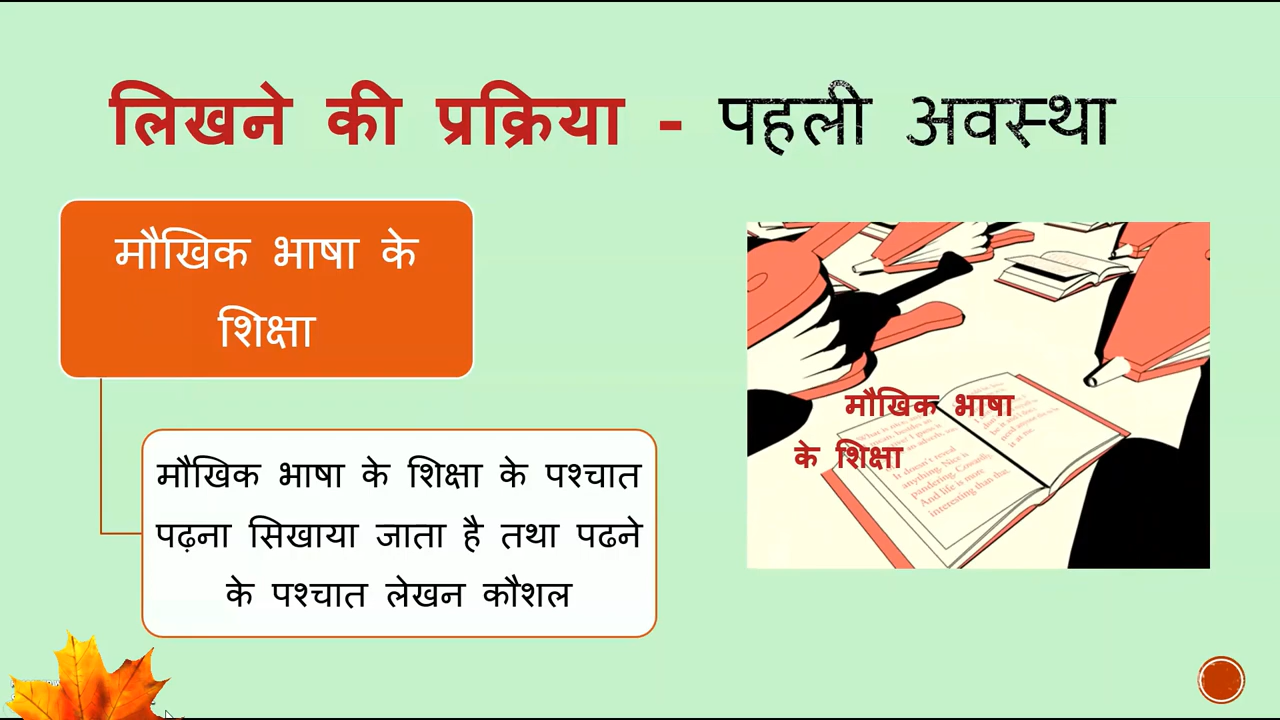 लिखने की प्रक्रिया - पहली अवस्था
मौखिक भाषा के
शिक्षा
मौखिक भाषा के शिक्षा के पश्चात
पढ़ना सिखाया जाता है तथा पढने
के पश्चात लेखन कौशल
मौखिक भाषा
के शिक्षा
It doesn't reveal
anything. Nice is
pandering. Cowardly.
And life is more
interesting than that.